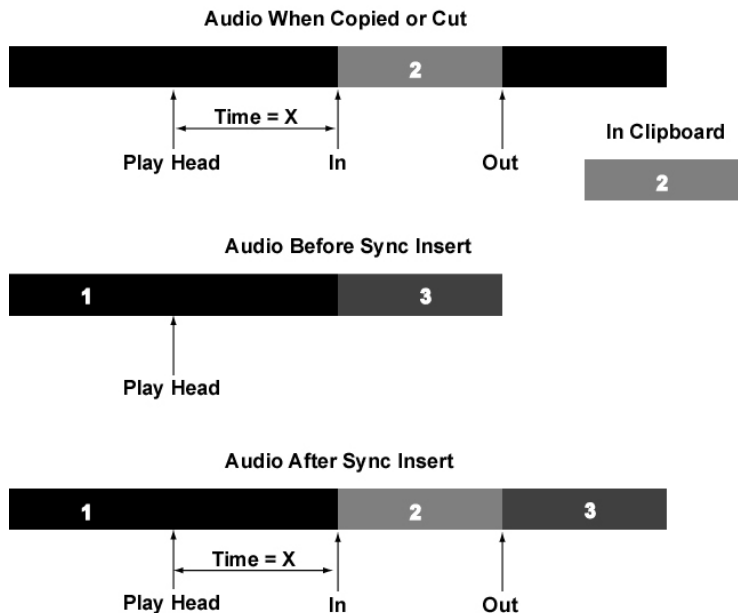 Audio When Copied or Cut
2
Time = X
In Clipboard
Play Head
In
Out
2
Audio Before Sync Insert
1
3
Play Head
Audio After Sync Insert
1
2
3
Time = X
Play Head
In
Out